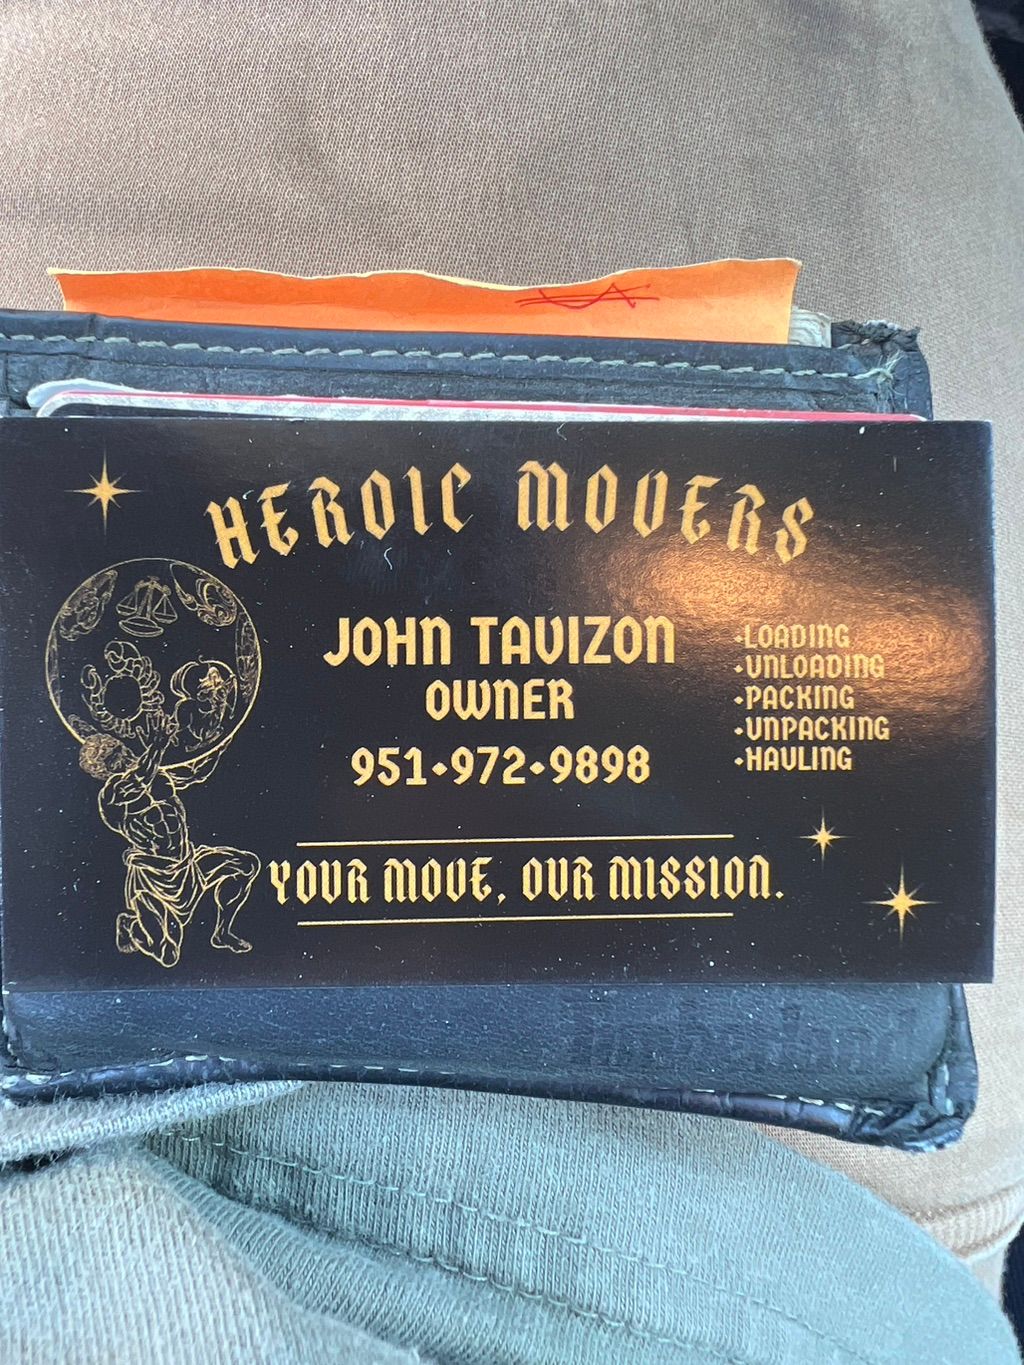 HEROIC MOVERS
JOHN TAVIZON
OWNER
951•972•9898
•LOADING
•UNLOADING
•PACKING
•UNPACKING
•HAULING
YOUR MOVE, OUR MISSION.